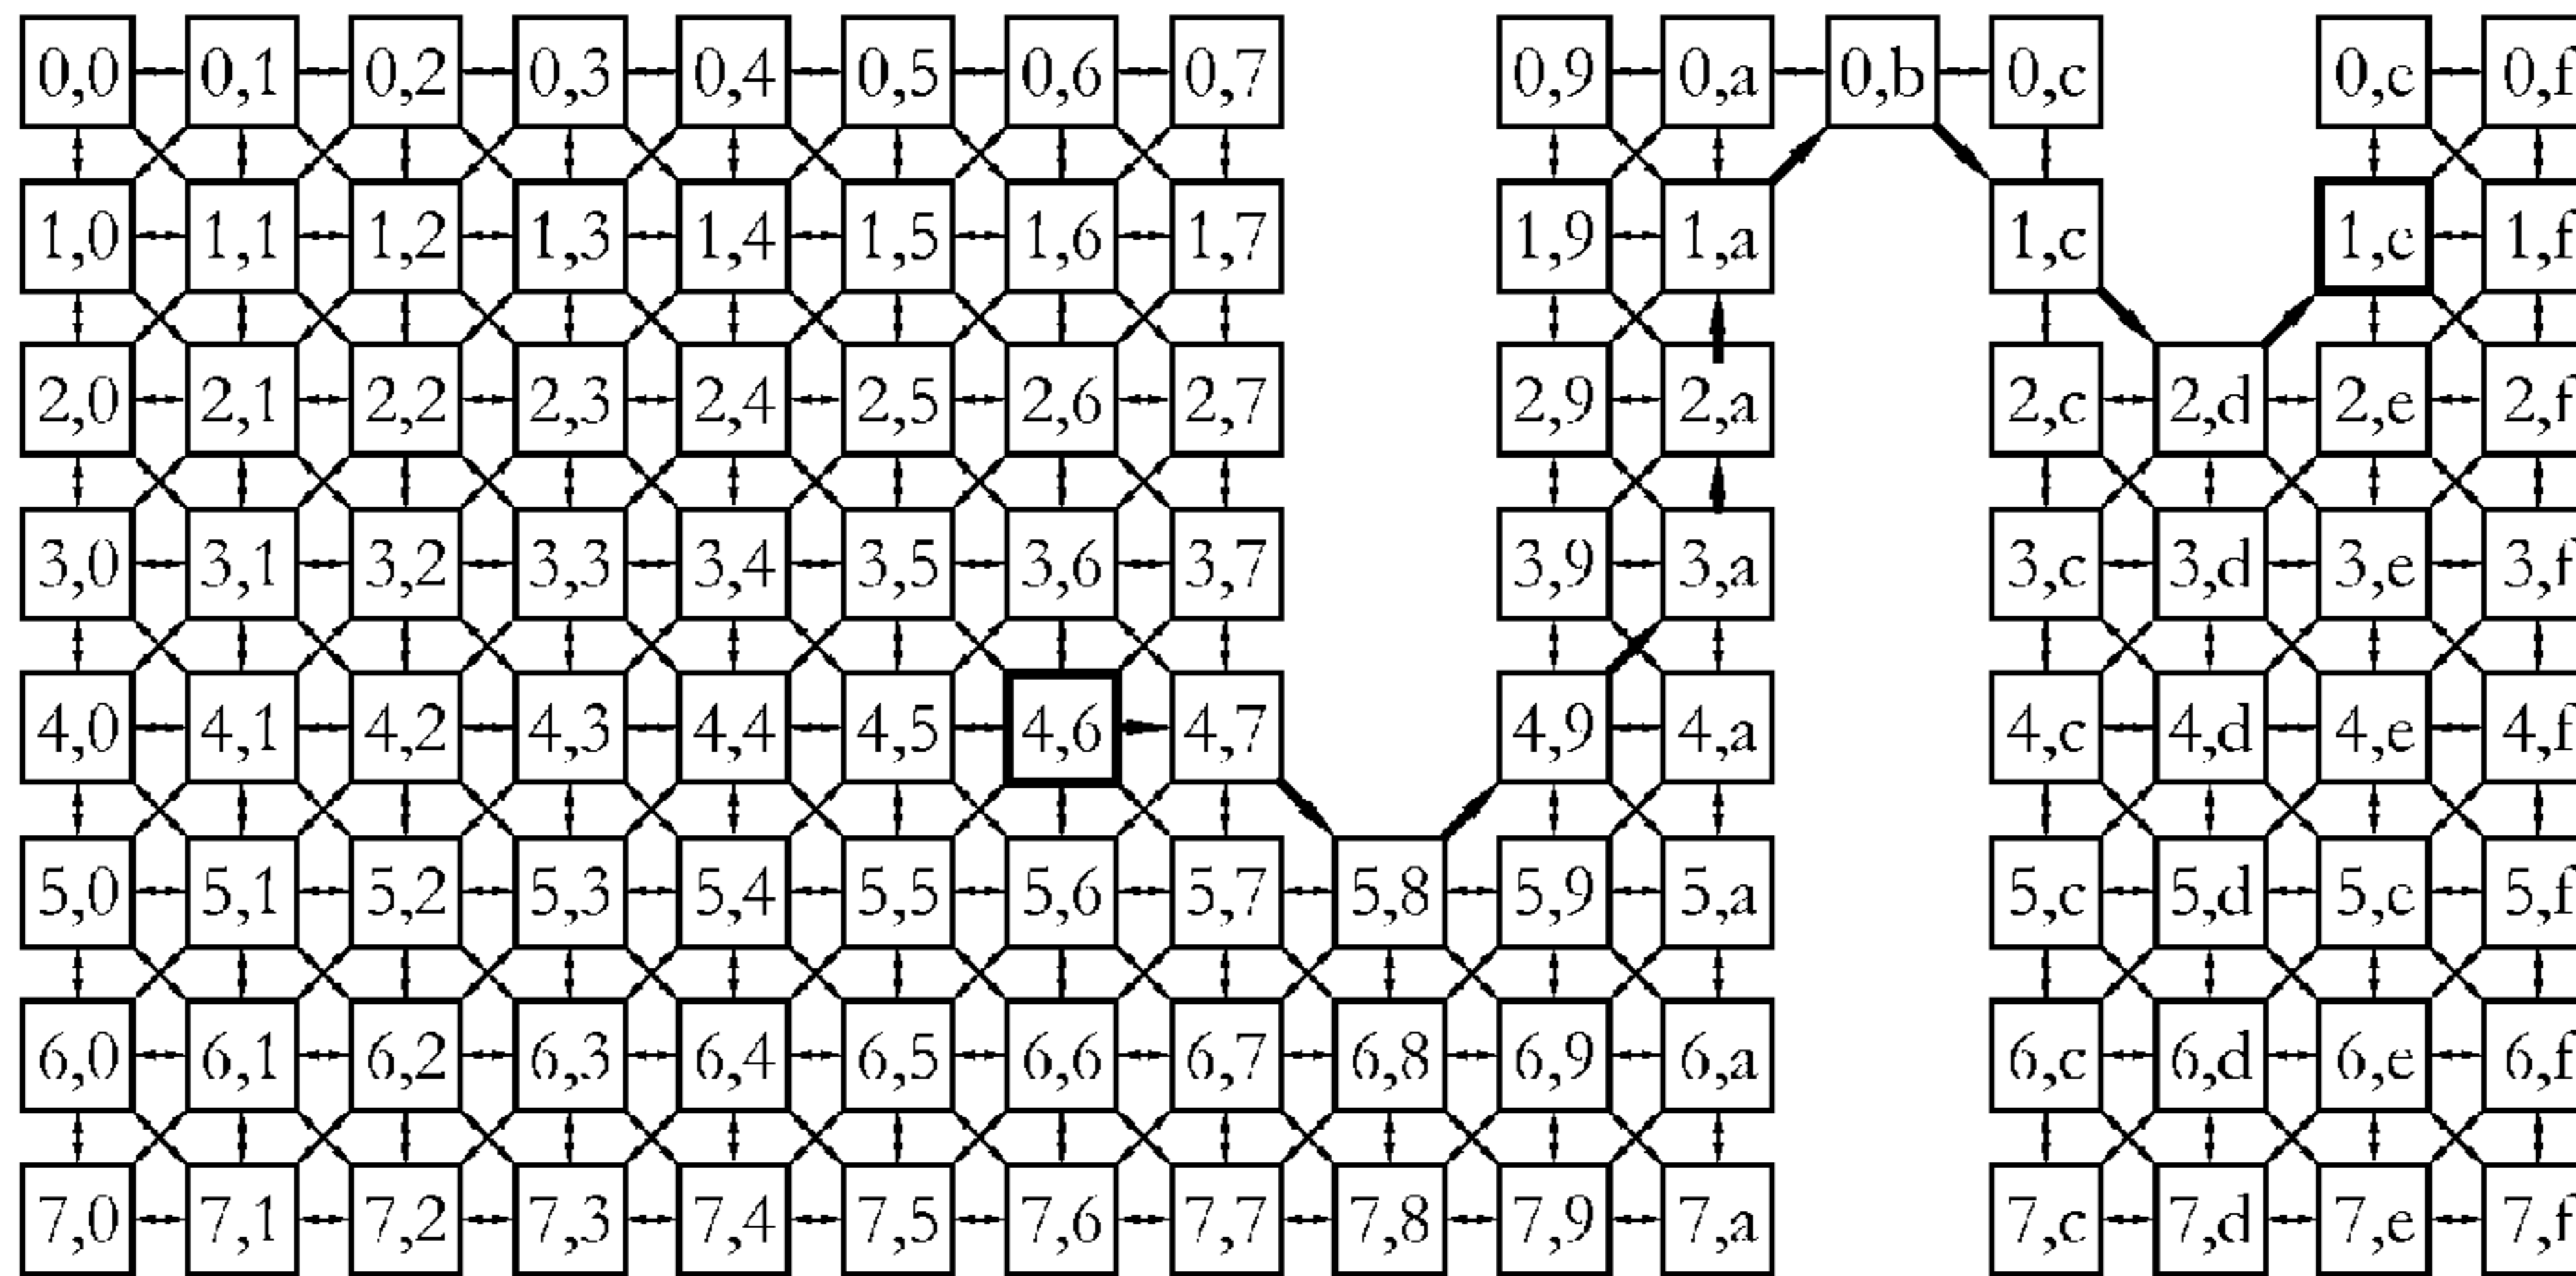 0,0 0,1 0,2 0,3 0,4 0,5 0,6 0,7 0,9 0,a 0,b 0,c 0,e 0,f
1,0 1,1 1,2 1,3 1,4 1,5 1,6 1,7 1,9 1,a 1,c 1,e 1,f
2,0 2,1 2,2 2,3 2,4 2,5 2,6 2,7 2,9 2,a 2,c 2,d 2,e 2,f
3,0 3,1 3,2 3,3 3,4 3,5 3,6 3,7 3,9 3,a 3,c 3,d 3,e 3,f
4,0 4,1 4,2 4,3 4,4 4,5 4,6 4,7 4,9 4,a 4,c 4,d 4,e 4,f
5,0 5,1 5,2 5,3 5,4 5,5 5,6 5,7 5,8 5,9 5,a 5,c 5,d 5,e 5,f
6,0 6,1 6,2 6,3 6,4 6,5 6,6 6,7 6,8 6,9 6,a 6,c 6,d 6,e 6,f
7,0 7,1 7,2 7,3 7,4 7,5 7,6 7,7 7,8 7,9 7,a 7,c 7,d 7,e 7,f